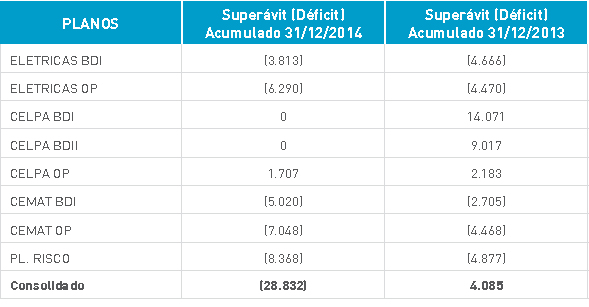 PLANOS Superávit (Déficit) Acumulado 31/12/2014 Superávit (Déficit) Acumulado 31/12/2013
ELETRICAS BDI (3.813) (4.666)
ELETRICAS OP (6.290) (4.470)
CELPA BDI 0 14.071
CELPA BDII 0 9.017
CELPA OP 1.707 2.183
CEMAT BDI (5.020) (2.705)
CEMAT OP (7.048) (4.468)
PL. RISCO (8.368) (4.877)
Consolidado (28.832) 4.085